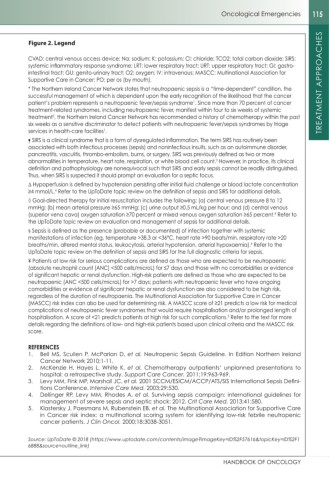 Oncological Emergencies 115
TREATMENT APPROACHES
Figure 2. Legend
CVAD: central venous access device; Na: sodium; K: potassium; Cl: chloride; TCO2: total carbon dioxide; SIRS:
systemic inflammatory response syndrome; LRT: lower respiratory tract; URT: upper respiratory tract; GI: gastro-
intestinal tract; GU: genito-urinary tract; O2: oxygen; IV: intravenous; MASCC: Multinational Association for
Supportive Care in Cancer; PO: per os (by mouth).
* The Northern Ireland Cancer Network states that neutropaenic sepsis is a "time-dependent" condition, the
successful management of which is dependent upon the early recognition of the likelihood that the cancer
patient's problem represents a neutropaenic fever/sepsis syndrome¹. Since more than 70 percent of cancer
treatment-related syndromes, including neutropaenic fever, manifest within four to six weeks of systemic
treatment², the Northern Ireland Cancer Network has recommended a history of chemotherapy within the past
six weeks as a sensitive discriminator to detect patients with neutropaenic fever/sepsis syndromes by triage
services in health-care facilities¹.
SIRS is a clinical syndrome that is a form of dysregulated inflammation. The term SIRS has routinely been
associated with both infectious processes (sepsis) and noninfectious insults, such as an autoimmune disorder,
pancreatitis, vasculitis, thrombo-embolism, burns, or surgery. SIRS was previously defined as two or more
abnormalities in temperature, heart rate, respiration, or white blood cell count.³ However, in practice, its clinical
definition and pathophysiology are nonequivocal such that SIRS and early sepsis cannot be readily distinguished.
Thus, when SIRS is suspected it should prompt an evaluation for a septic focus.
Δ Hypoperfusion is defined by hypotension persisting after initial fluid challenge or blood lactate concentration
≥4 mmol/L.⁴ Refer to the UpToDate topic review on the definition of sepsis and SIRS for additional details.
◊ Goal-directed therapy for initial resuscitation includes the following: (a) central venous pressure 8 to 12
mmHg; (b) mean arterial pressure ≥65 mmHg; (c) urine output ≥0.5 mL/kg per hour; and (d) central venous
(superior vena cava) oxygen saturation ≥70 percent or mixed venous oxygen saturation ≥65 percent.⁴ Refer to
the UpToDate topic review on evaluation and management of sepsis for additional details.
§ Sepsis is defined as the presence (probable or documented) of infection together with systemic
manifestations of infection (eg, temperature >38.3 or <36ºC, heart rate >90 beats/min, respiratory rate >20
breaths/min, altered mental status, leukocytosis, arterial hypotension, arterial hypoxaemia).⁴ Refer to the
UpToDate topic review on the definition of sepsis and SIRS for the full diagnostic criteria for sepsis.
¥ Patients at low risk for serious complications are defined as those who are expected to be neutropaenic
(absolute neutrophil count [ANC] <500 cells/microL) for ≤7 days and those with no comorbidities or evidence
of significant hepatic or renal dysfunction. High-risk patients are defined as those who are expected to be
neutropaenic (ANC <500 cells/microL) for >7 days; patients with neutropaenic fever who have ongoing
comorbidities or evidence of significant hepatic or renal dysfunction are also considered to be high risk,
regardless of the duration of neutropaenia. The Multinational Association for Supportive Care in Cancer
(MASCC) risk index can also be used for determining risk. A MASCC score of ≥21 predicts a low risk for medical
complications of neutropaenic fever syndromes that would require hospitalisation and/or prolonged length of
hospitalisation. A score of <21 predicts patients at high risk for such complications.⁵ Refer to the text for more
details regarding the definitions of low- and high-risk patients based upon clinical criteria and the MASCC risk
score.
REFERENCES
1. Bell MS, Scullen P, McParlan D, et al. Neutropenic Sepsis Guideline. In Edition Northern Ireland
Cancer Network 2010:1-11.
2. McKenzie H, Hayes L, White K, et al. Chemotherapy outpatients' unplanned presentations to
hospital: a retrospective study. Support Care Cancer. 2011;19:963-969.
3. Levy MM, Fink MP, Marshall JC, et al. 2001 SCCM/ESICM/ACCP/ATS/SIS International Sepsis Defini-
tions Conference. Intensive Care Med. 2003;29:530.
4. Dellinger RP, Levy MM, Rhodes A, et al. Surviving sepsis campaign: international guidelines for
management of severe sepsis and septic shock: 2012. Crit Care Med. 2013;41:580.
5. Klastersky J, Paesmans M, Rubenstein EB, et al. The Multinational Association for Supportive Care
in Cancer risk index: a multinational scoring system for identifying low-risk febrile neutropenic
cancer patients. J Clin Oncol. 2000;18:3038-3051.
Source: UpToDate © 2018 (https://www.uptodate.com/contents/image?imageKey=ID%2F57616&topicKey=ID%2F1
6888&source=outline_link)
HANDBOOK OF ONCOLOGY